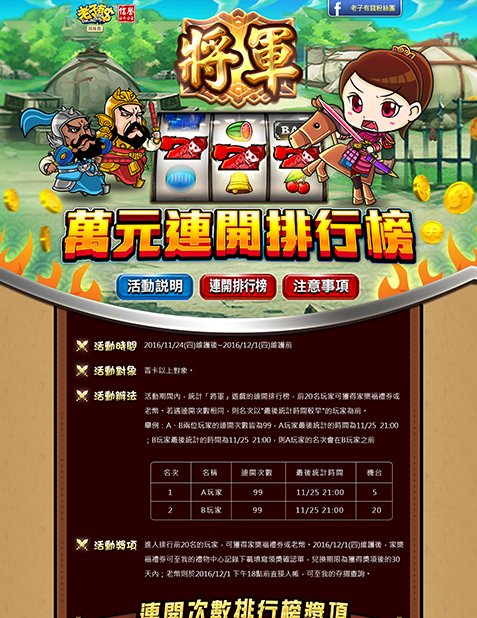 老子有錢
信譽
老子有錢粉絲團
將軍
BA
7 7 7
萬元連開排行榜
活動說明 連開排行榜 注意事項
活動時間 2016/11/24(四)維護後~2016/12/1(四)維護前
活動對象 首卡以上對象。
活動辦法 活動期間內，統計「將軍」遊戲的連開排行榜，前20名玩家可獲得家樂福禮券或
老幣。若遇連開次數相同，則名次以"最後統計時間較早"的玩家為前。
舉例：A、B兩位玩家的連開次數皆為99，A玩家最後統計的時間為11/25 21:00
；B玩家最後統計的時間為11/25 21:00，則A玩家的名次會在B玩家之前
名次 名稱 連開次數 最後統計時間 機台
1 A玩家 99 11/25 21:00 5
2 B玩家 99 11/25 21:00 20
活動獎項 進入排行前20名的玩家，可獲得家樂福禮券或老幣。2016/12/1(四)維護後，家樂
福禮券可至我的禮物中心記錄下載填寫領獎確認單，兌換期限為獲得獎項後的30
天內；老幣則於2016/12/1 下午18點前直接入帳，可至我的存摺查詢。
連開次數排行榜獎項